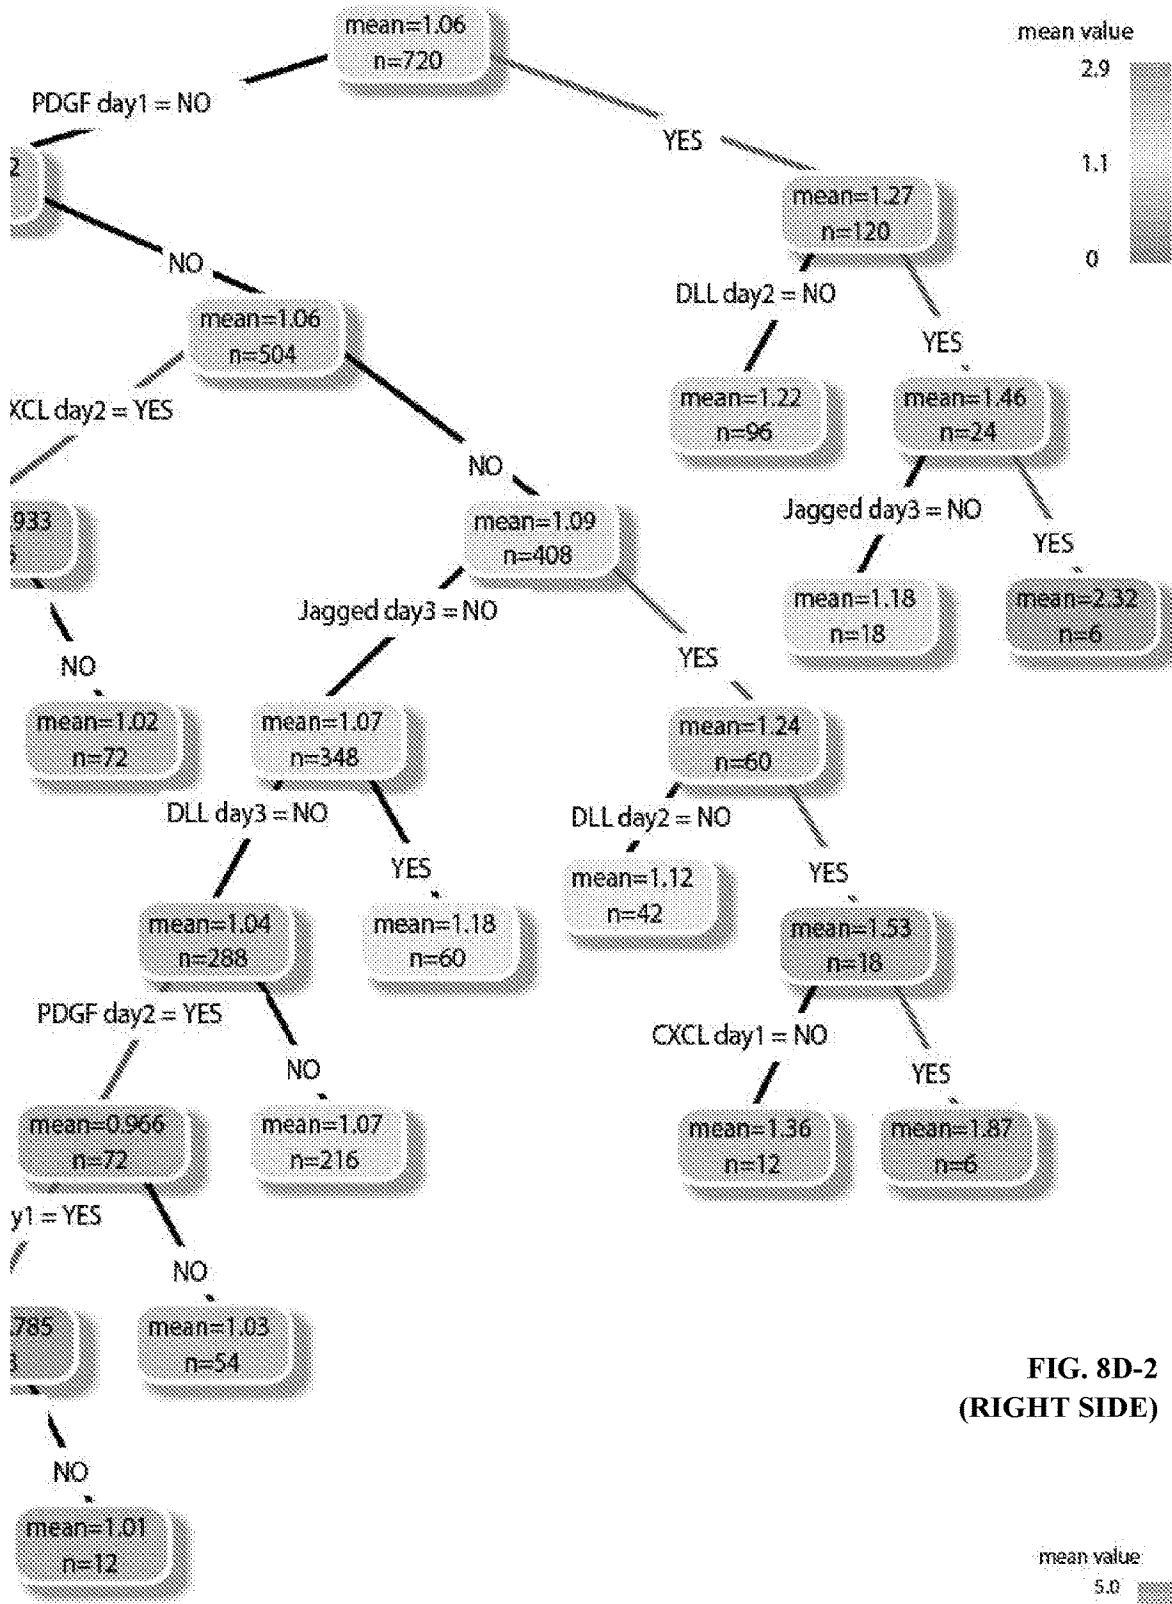 mean=1.06
n=720
mean value
2.9
1.1
0
PDGF day1 = NO
YES
2
mean=1.27
n=120
NO
DLL day2 = NO
YES
mean=1.06
n=504
mean=1.22
n=96
mean=1.46
n=24
XCL day2 = YES
NO
Jagged day3 = NO
YES
933
mean=1.09
n=408
mean=1.18
n=18
mean=2.32
n=6
Jagged day3 = NO
YES
NO
mean=1.02
n=72
mean=1.07
n=348
mean=1.24
n=60
DLL day3 = NO
YES
DLL day2 = NO
YES
mean=1.04
n=288
mean=1.18
n=60
mean=1.12
n=42
mean=1.53
n=18
PDGF day2 = YES
NO
CXCL day1 = NO
YES
mean=0.966
n=72
mean=1.07
n=216
mean=1.36
n=12
mean=1.87
n=6
y1 = YES
NO
.785
mean=1.03
n=54
FIG. 8D-2
(RIGHT SIDE)
NO
mean=1.01
n=12
mean value
5.0